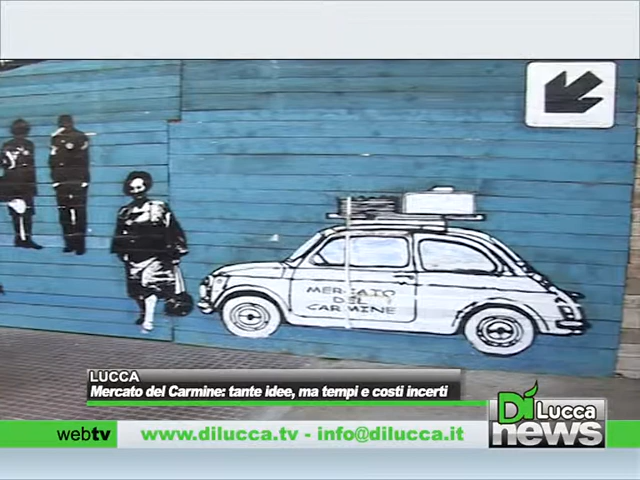 MERCATO
DEL
CARMINE
LUCCA
Mercato del Carmine: tante idee, ma tempi e costi incerti
webtv
www.dilucca.tv - info@dilucca.it
Di Lucca
news